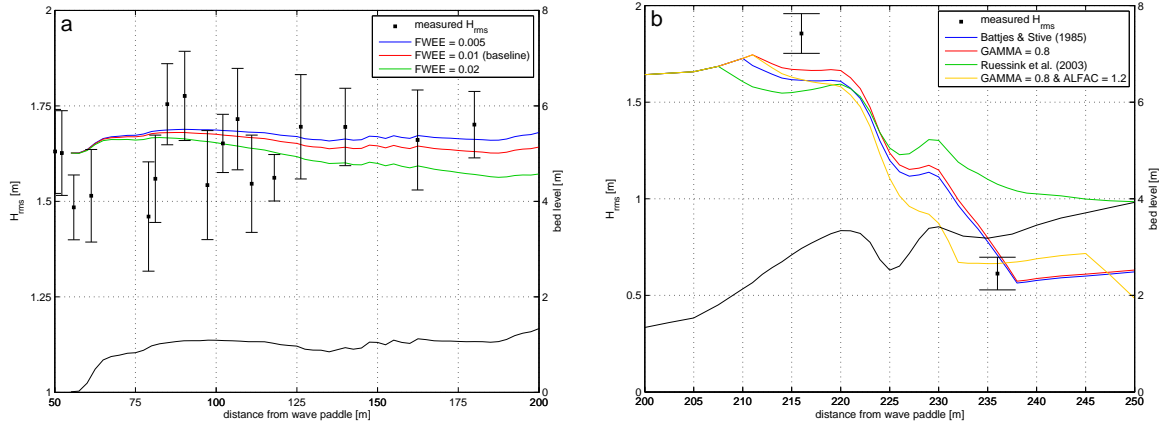 a
measured H_rms
FWEE = 0.005
FWEE = 0.01 (baseline)
FWEE = 0.02
2
1.75
1.5
1.25
1
H_rms [m]
8
6
4
2
0
bed level [m]
50 75 100 125 150 175 200
distance from wave paddle [m]
b
measured H_rms
Battjes & Stive (1985)
GAMMA = 0.8
Ruessink et al. (2003)
GAMMA = 0.8 & ALFAC = 1.2
2
1.5
1
0.5
0
H_rms [m]
8
6
4
2
0
bed level [m]
200 205 210 215 220 225 230 235 240 245 250
distance from wave paddle [m]